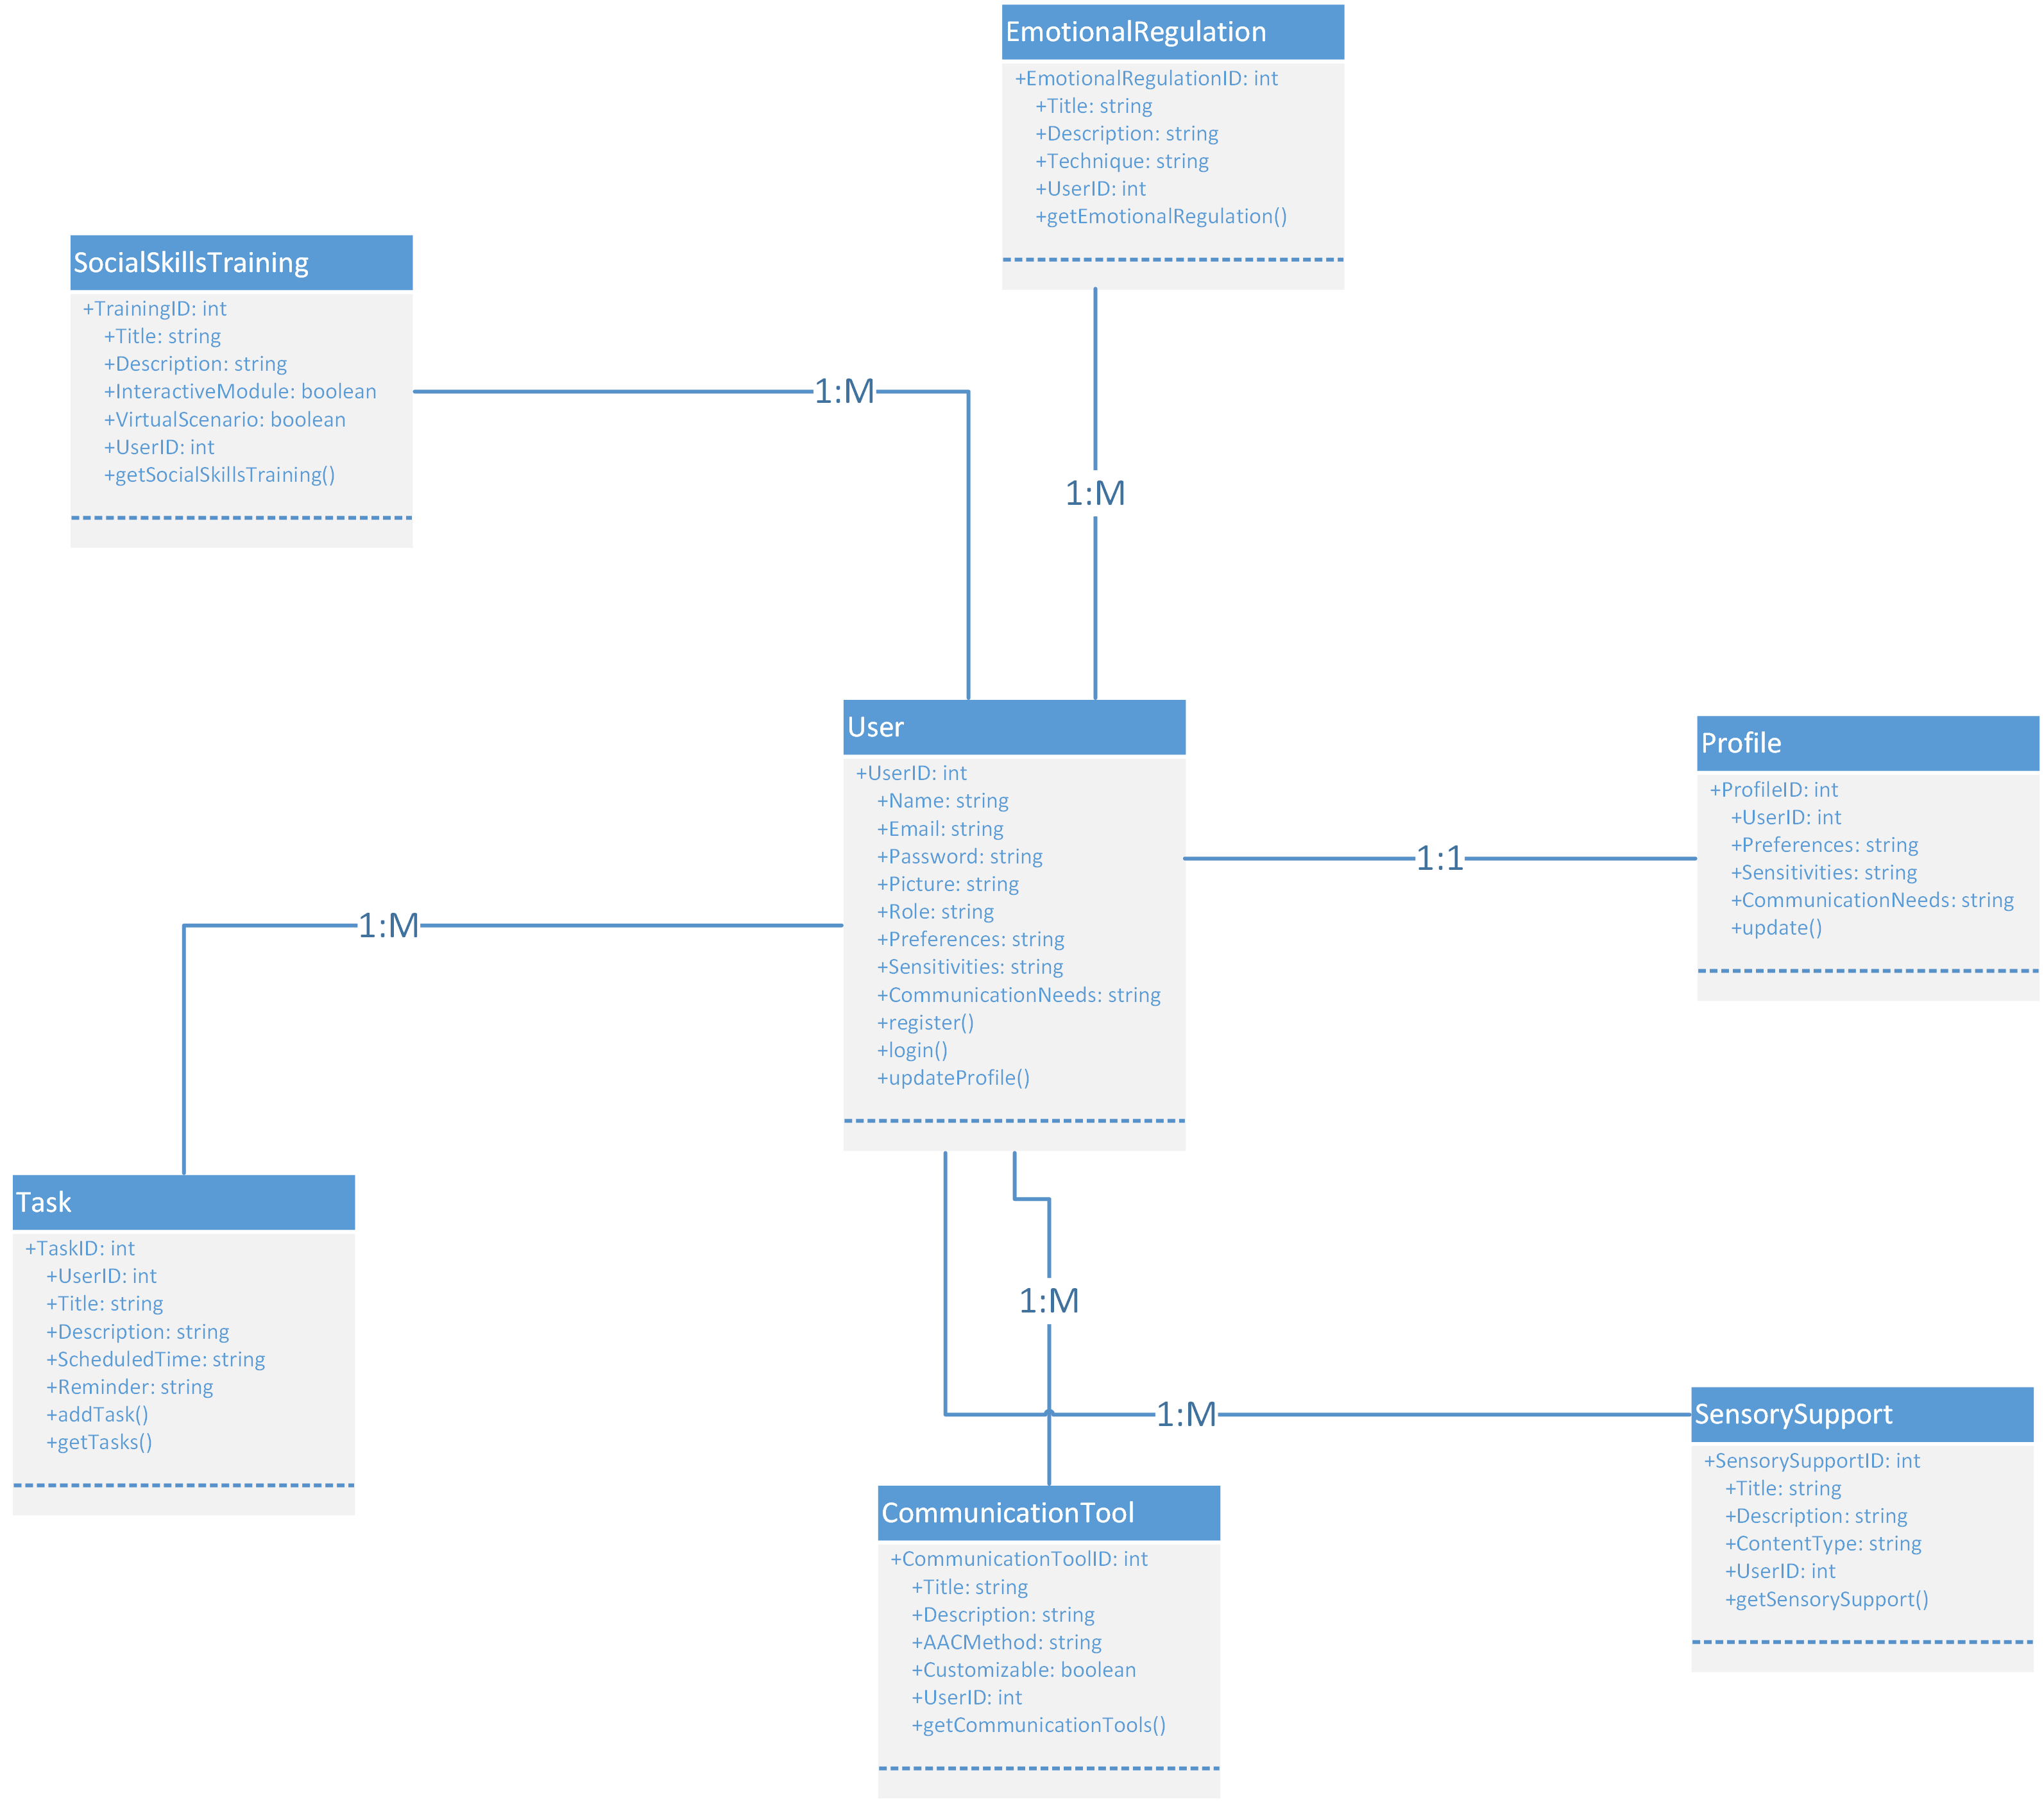 EmotionalRegulation
+EmotionalRegulationID: int
+Title: string
+Description: string
+Technique: string
+UserID: int
+getEmotionalRegulation()
SocialSkillsTraining
+TrainingID: int
+Title: string
+Description: string
+InteractiveModule: boolean
+VirtualScenario: boolean
+UserID: int
+getSocialSkillsTraining()
1:M
1:M
User
+UserID: int
+Name: string
+Email: string
+Password: string
+Picture: string
+Role: string
+Preferences: string
+Sensitivities: string
+CommunicationNeeds: string
+register()
+login()
+updateProfile()
Profile
+ProfileID: int
+UserID: int
+Preferences: string
+Sensitivities: string
+CommunicationNeeds: string
+update()
1:1
1:M
Task
+TaskID: int
+UserID: int
+Title: string
+Description: string
+ScheduledTime: string
+Reminder: string
+addTask()
+getTasks()
1:M
1:M
SensorySupport
+SensorySupportID: int
+Title: string
+Description: string
+ContentType: string
+UserID: int
+getSensorySupport()
CommunicationTool
+CommunicationToolID: int
+Title: string
+Description: string
+AACMethod: string
+Customizable: boolean
+UserID: int
+getCommunicationTools()